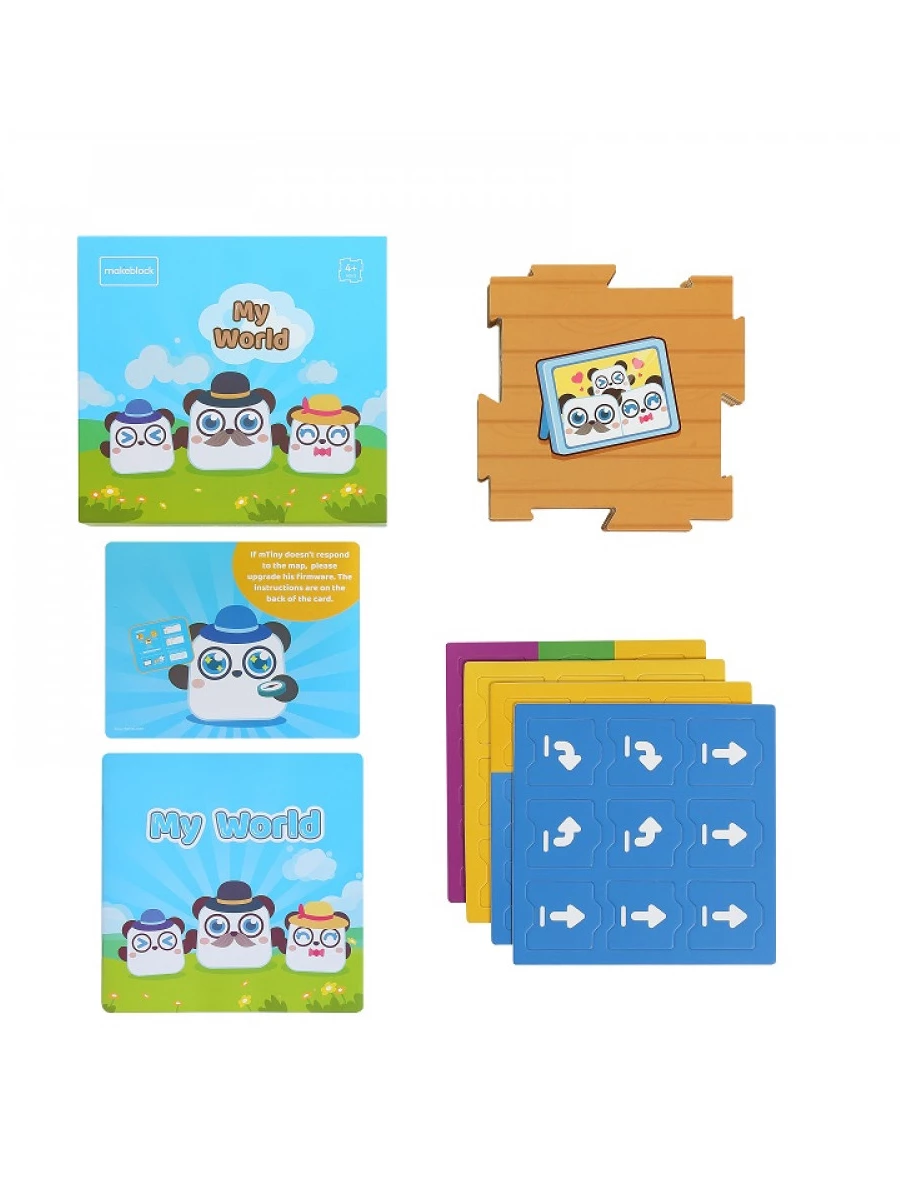 makeblock
4+
My
World
If mTiny doesn't respond
to the map, please
upgrade his firmware. The
instructions are on the
back of the card.
My World